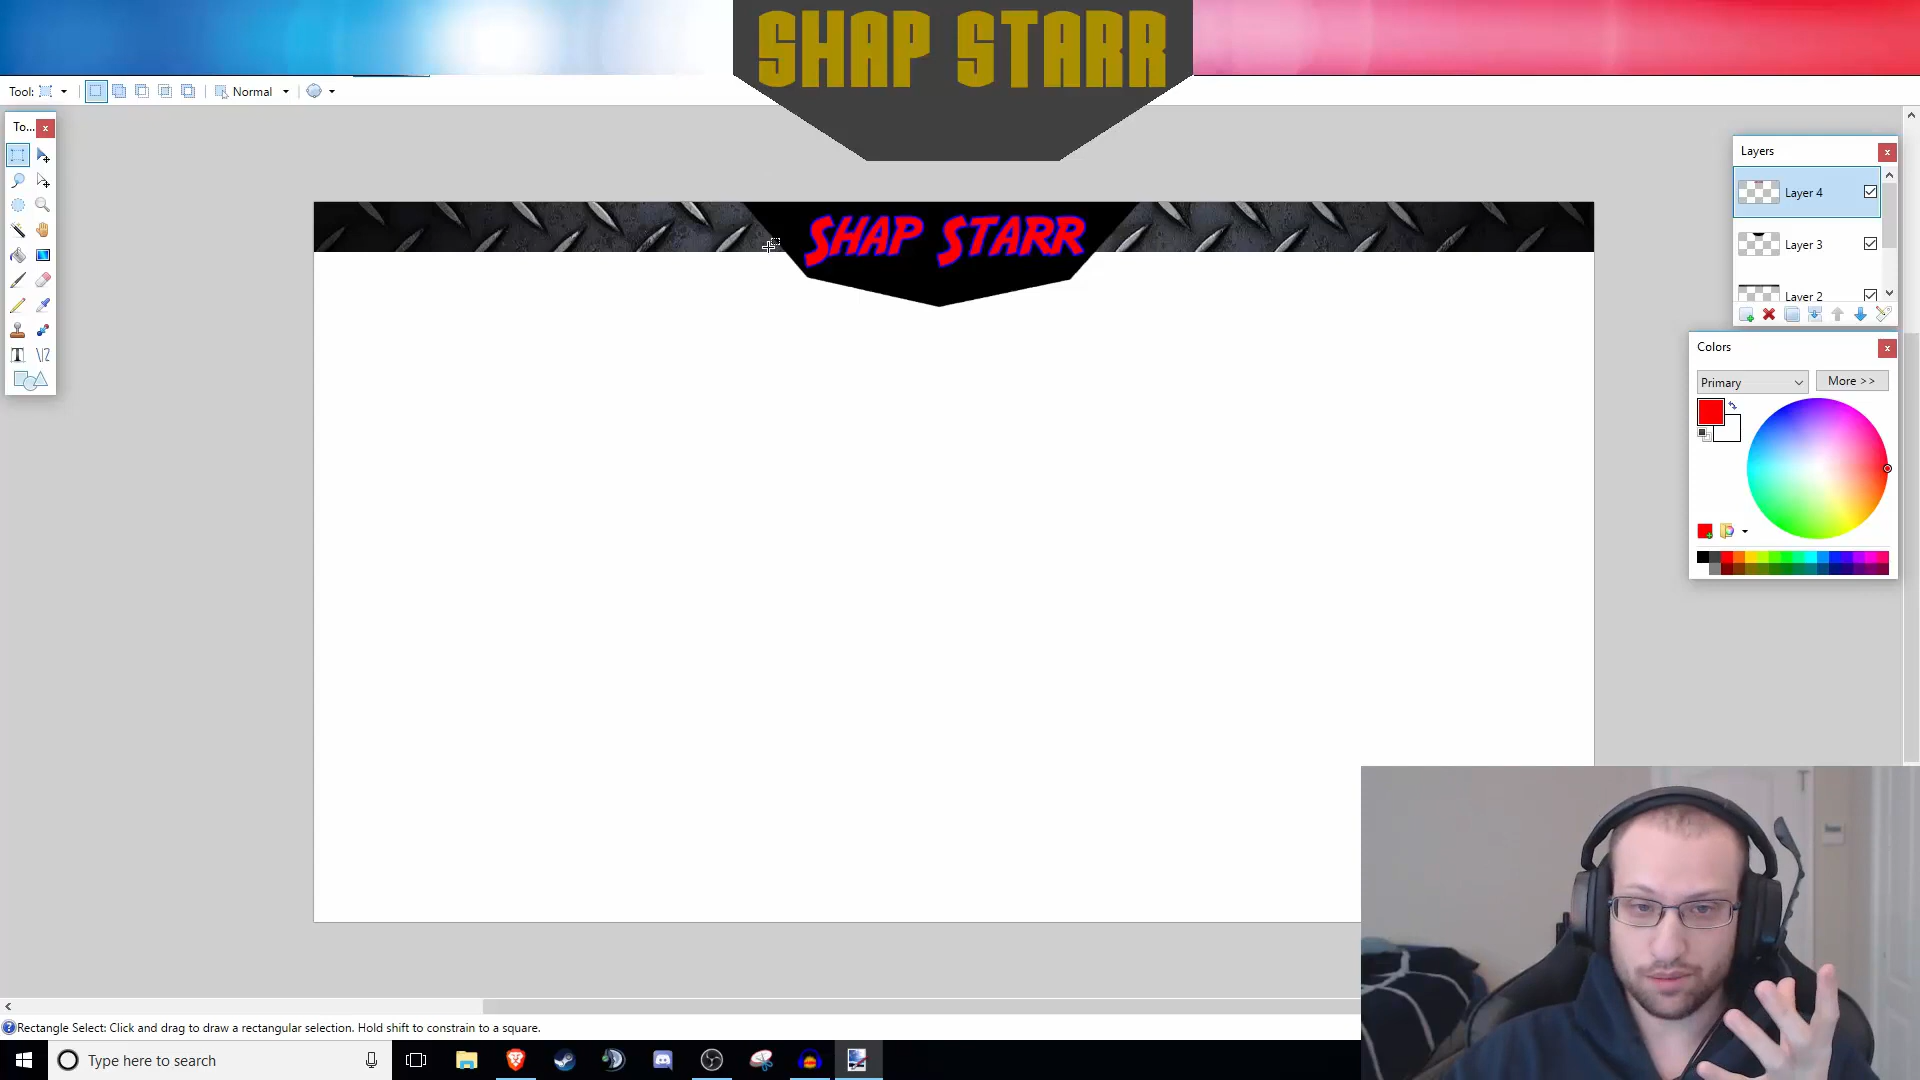 SHAP STARR
Tool:
Normal
To...
Layers
Layer 4
SHAP STARR
Layer 3
Layer 2
Colors
Primary
More >>
Rectangle Select: Click and drag to draw a rectangular selection. Hold shift to constrain to a square.
Type here to search